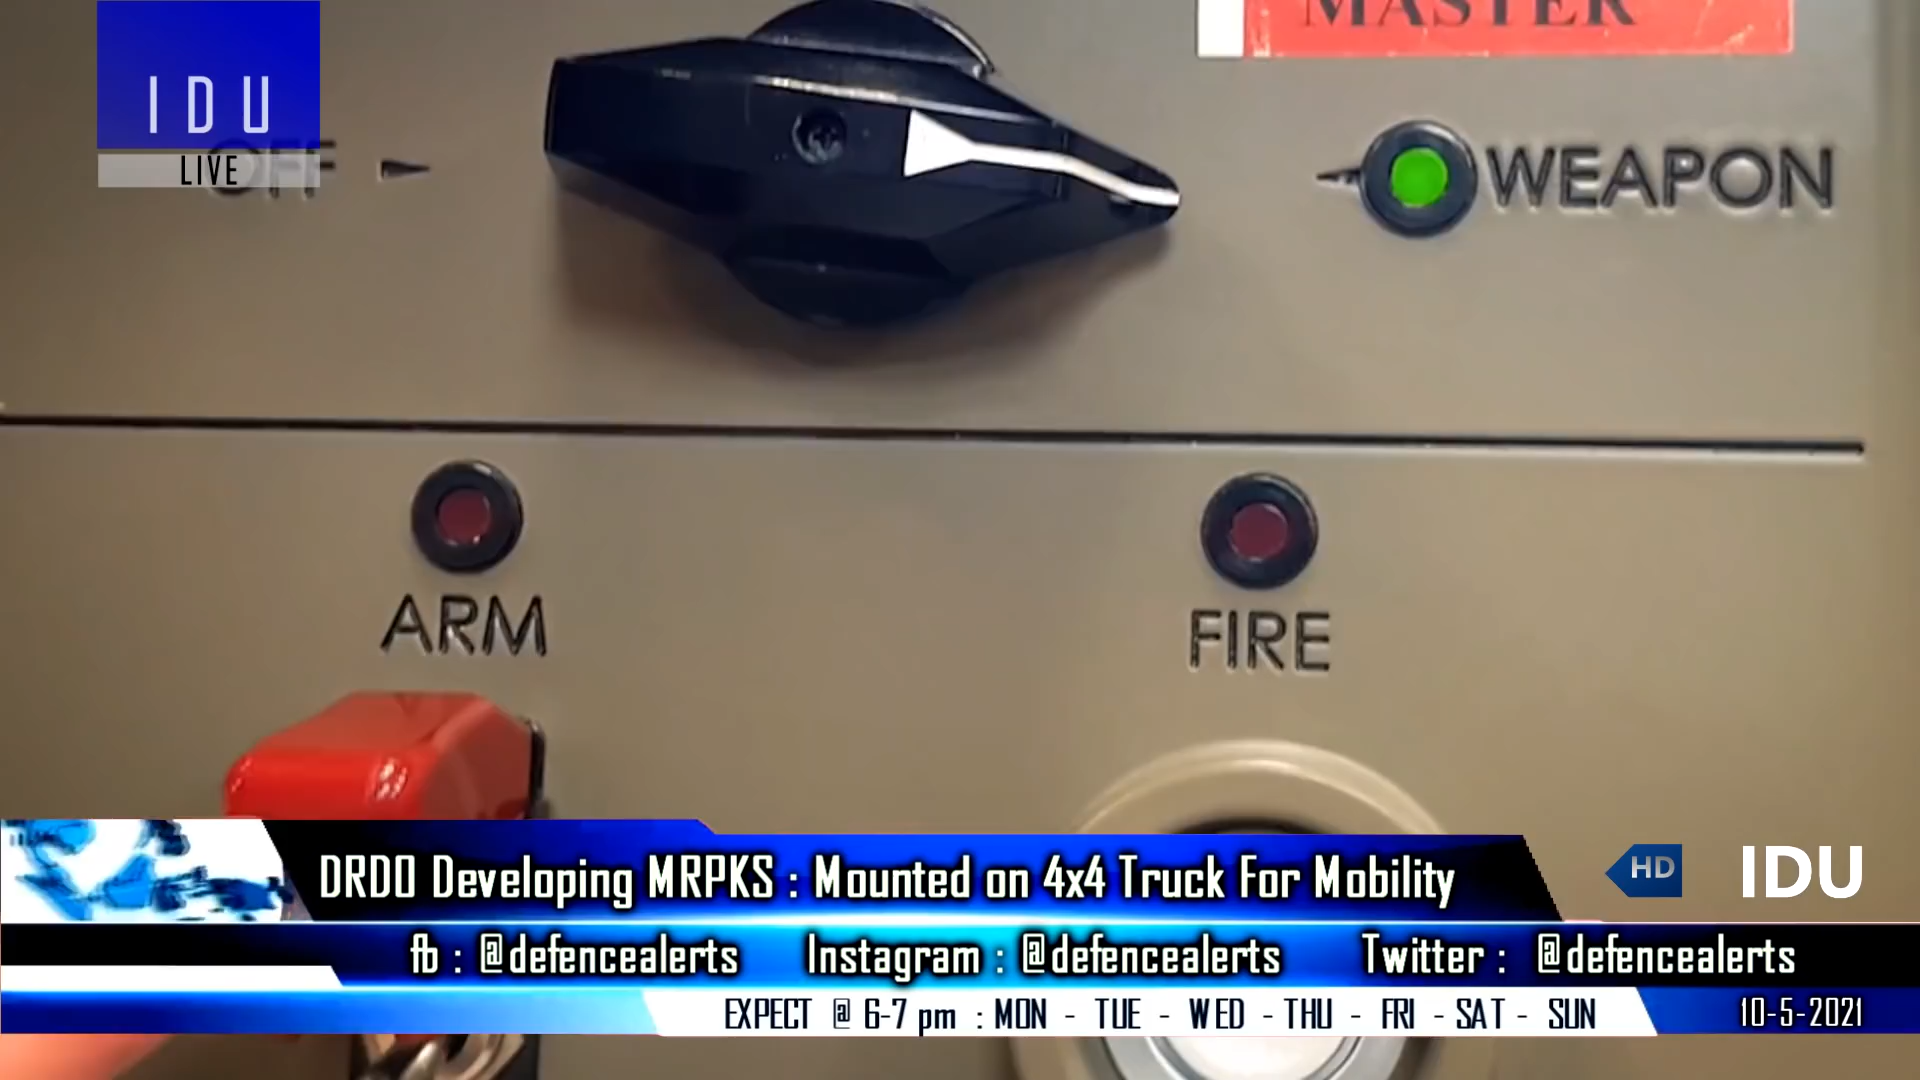 MASTER
IDU
LIVE
OFF
WEAPON
ARM
FIRE
DRDO Developing MRPKS : Mounted on 4x4 Truck For Mobility
HD
IDU
fb : @defencealerts Instagram : @defencealerts Twitter : @defencealerts
EXPECT @ 6-7 pm : MON - TUE - WED - THU - FRI - SAT - SUN
10-5-2021